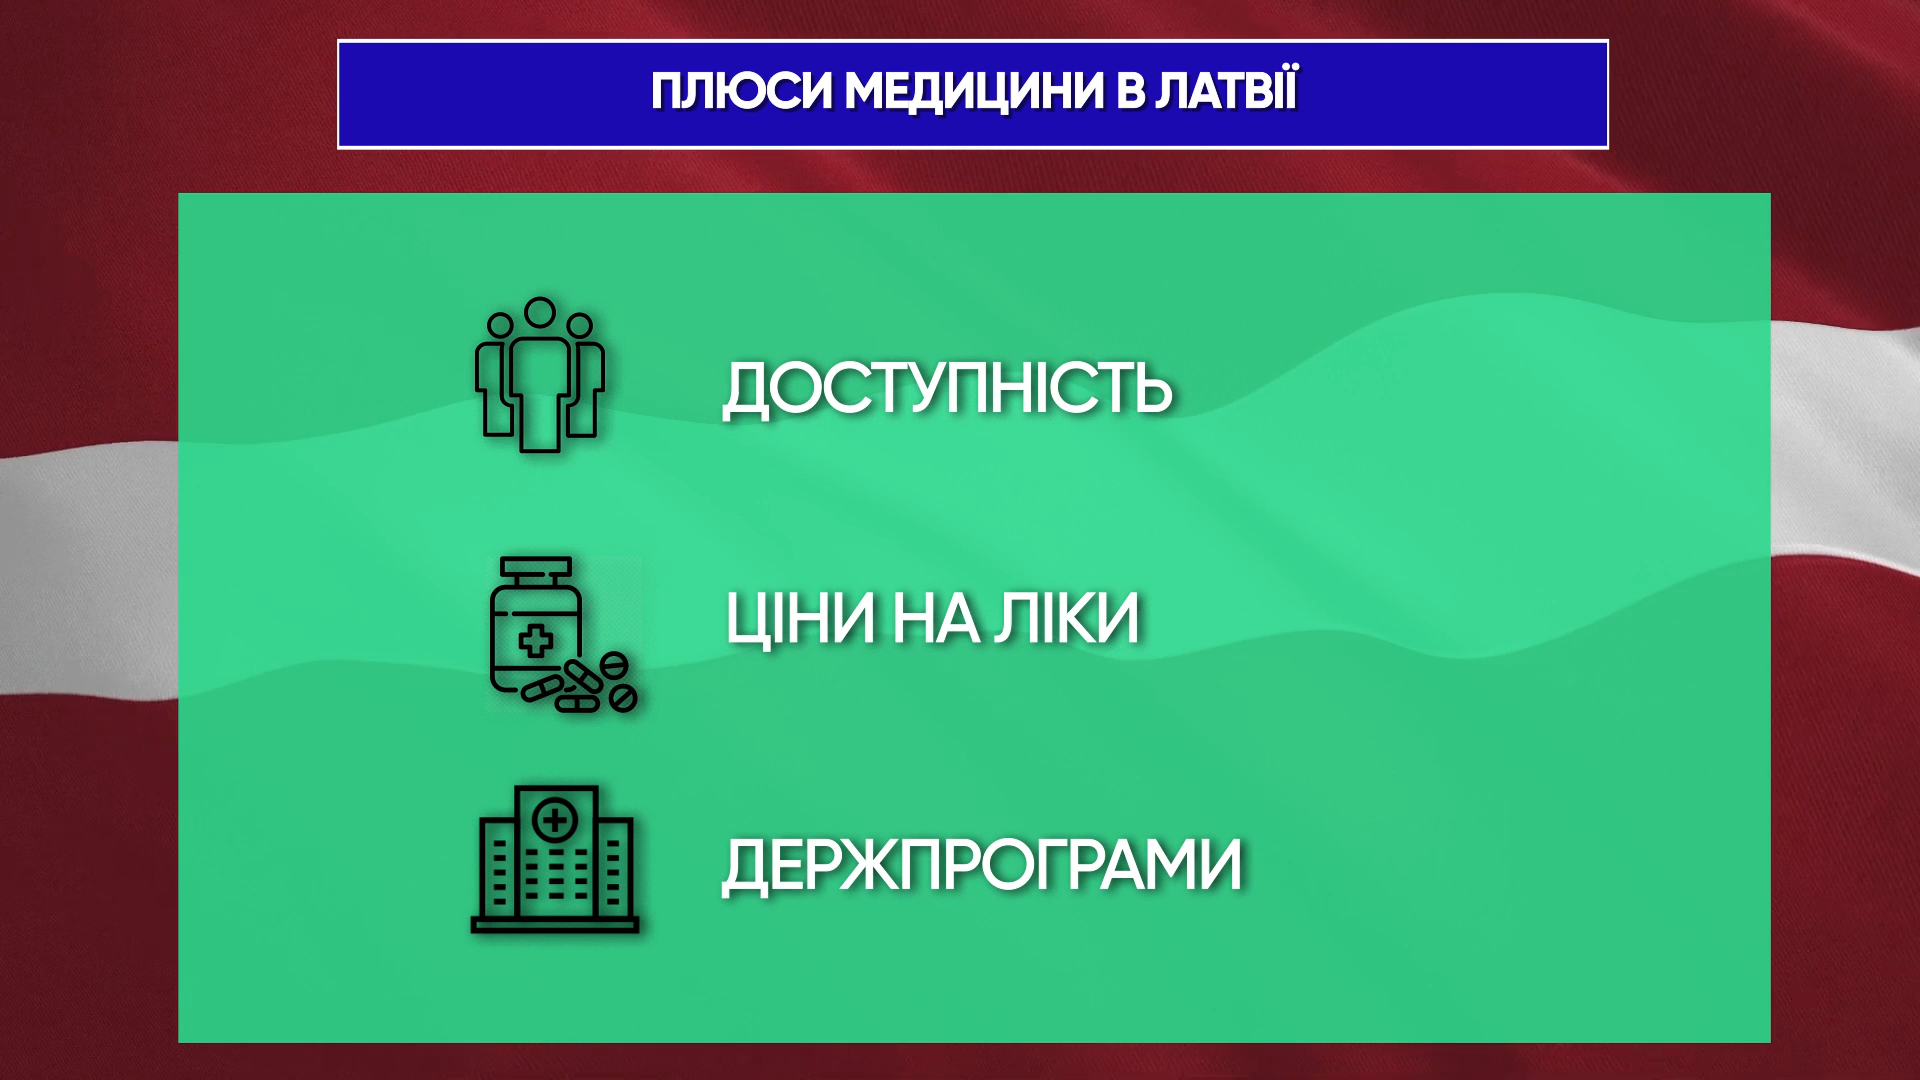 ПЛЮСИ МЕДИЦИНИ В ЛАТВІЇ
ДОСТУПНІСТЬ
ЦІНИ НА ЛІКИ
ДЕРЖПРОГРАМИ